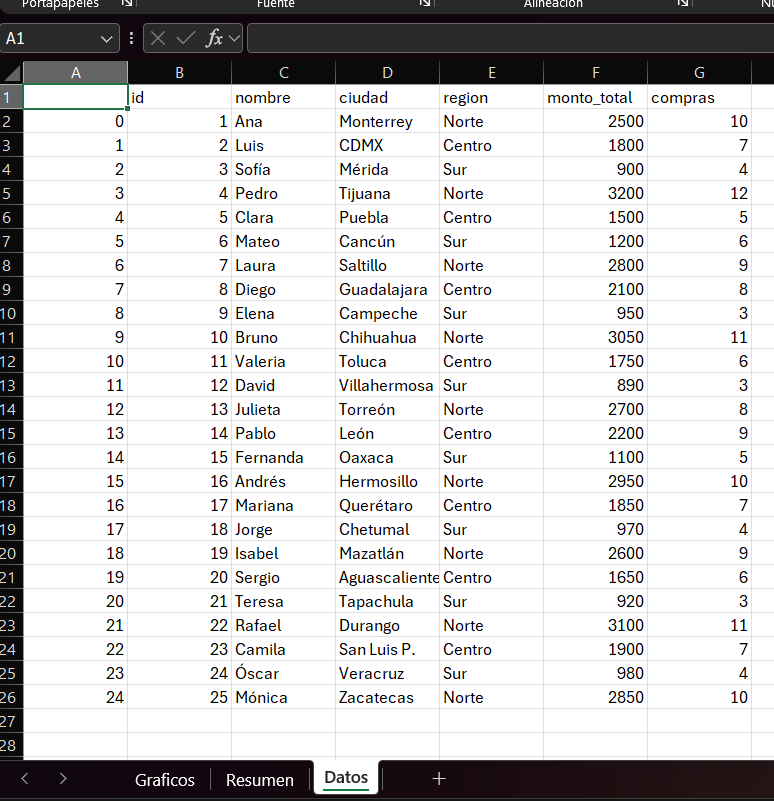 Portapapeles Fuente Alineación
A1 fx
A B C D E F G
1 id nombre ciudad region monto_total compras
2 0 1 Ana Monterrey Norte 2500 10
3 1 2 Luis CDMX Centro 1800 7
4 2 3 Sofía Mérida Sur 900 4
5 3 4 Pedro Tijuana Norte 3200 12
6 4 5 Clara Puebla Centro 1500 5
7 5 6 Mateo Cancún Sur 1200 6
8 6 7 Laura Saltillo Norte 2800 9
9 7 8 Diego Guadalajara Centro 2100 8
10 8 9 Elena Campeche Sur 950 3
11 9 10 Bruno Chihuahua Norte 3050 11
12 10 11 Valeria Toluca Centro 1750 6
13 11 12 David Villahermosa Sur 890 3
14 12 13 Julieta Torreón Norte 2700 8
15 13 14 Pablo León Centro 2200 9
16 14 15 Fernanda Oaxaca Sur 1100 5
17 15 16 Andrés Hermosillo Norte 2950 10
18 16 17 Mariana Querétaro Centro 1850 7
19 17 18 Jorge Chetumal Sur 970 4
20 18 19 Isabel Mazatlán Norte 2600 9
21 19 20 Sergio Aguascaliente Centro 1650 6
22 20 21 Teresa Tapachula Sur 920 3
23 21 22 Rafael Durango Norte 3100 11
24 22 23 Camila San Luis P. Centro 1900 7
25 23 24 Óscar Veracruz Sur 980 4
26 24 25 Mónica Zacatecas Norte 2850 10
27
28
Graficos Resumen Datos +